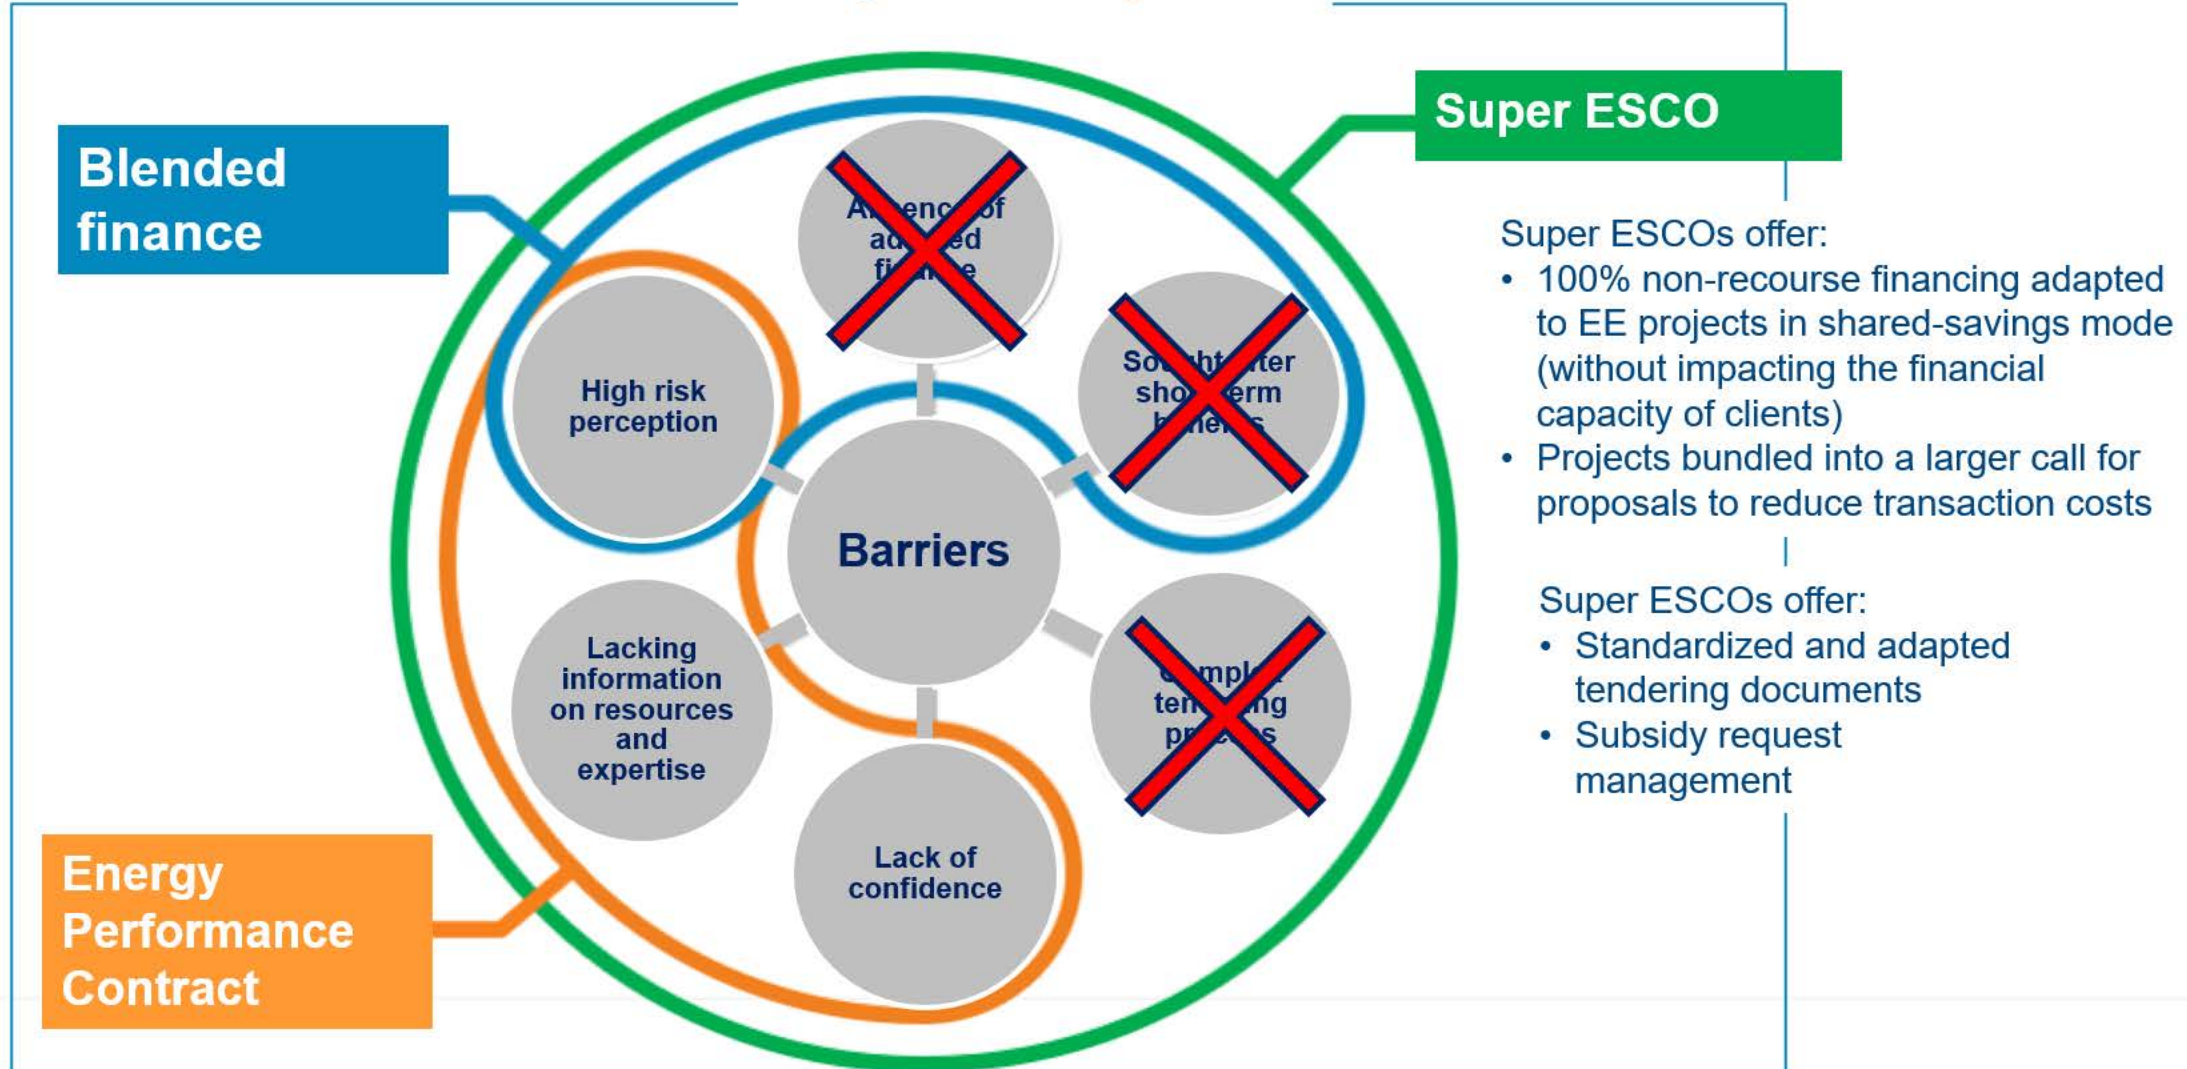 Blended
finance
Super ESCO
High risk
perception
Lacking
information
on resources
and
expertise
Lack of
confidence
Barriers
of
Energy
Performance
Contract
Super ESCOs offer:
• 100% non-recourse financing adapted
to EE projects in shared-savings mode
(without impacting the financial
capacity of clients)
• Projects bundled into a larger call for
proposals to reduce transaction costs
Super ESCOs offer:
• Standardized and adapted
tendering documents
• Subsidy request
management